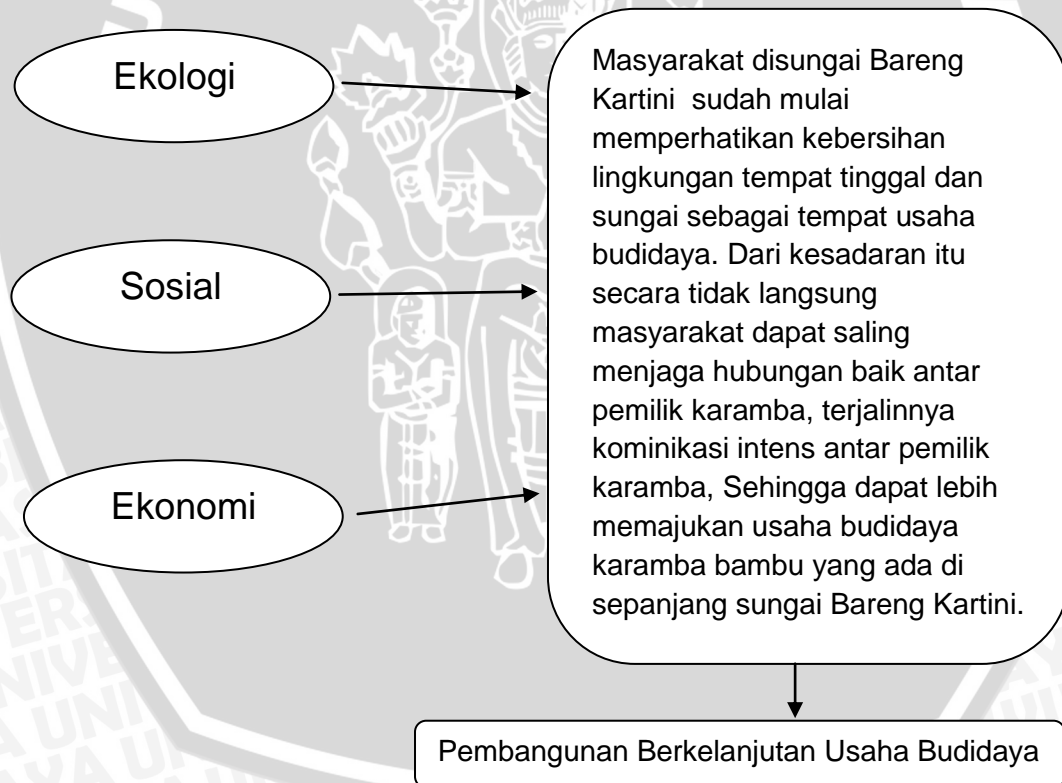 Ekologi
Sosial
Ekonomi
Masyarakat disungai Bareng
Kartini sudah mulai
memperhatikan kebersihan
lingkungan tempat tinggal dan
sungai sebagai tempat usaha
budidaya. Dari kesadaran itu
secara tidak langsung
masyarakat dapat saling
menjaga hubungan baik antar
pemilik karamba, terjalinnya
kominikasi intens antar pemilik
karamba, Sehingga dapat lebih
memajukan usaha budidaya
karamba bambu yang ada di
sepanjang sungai Bareng Kartini.
Pembangunan Berkelanjutan Usaha Budidaya